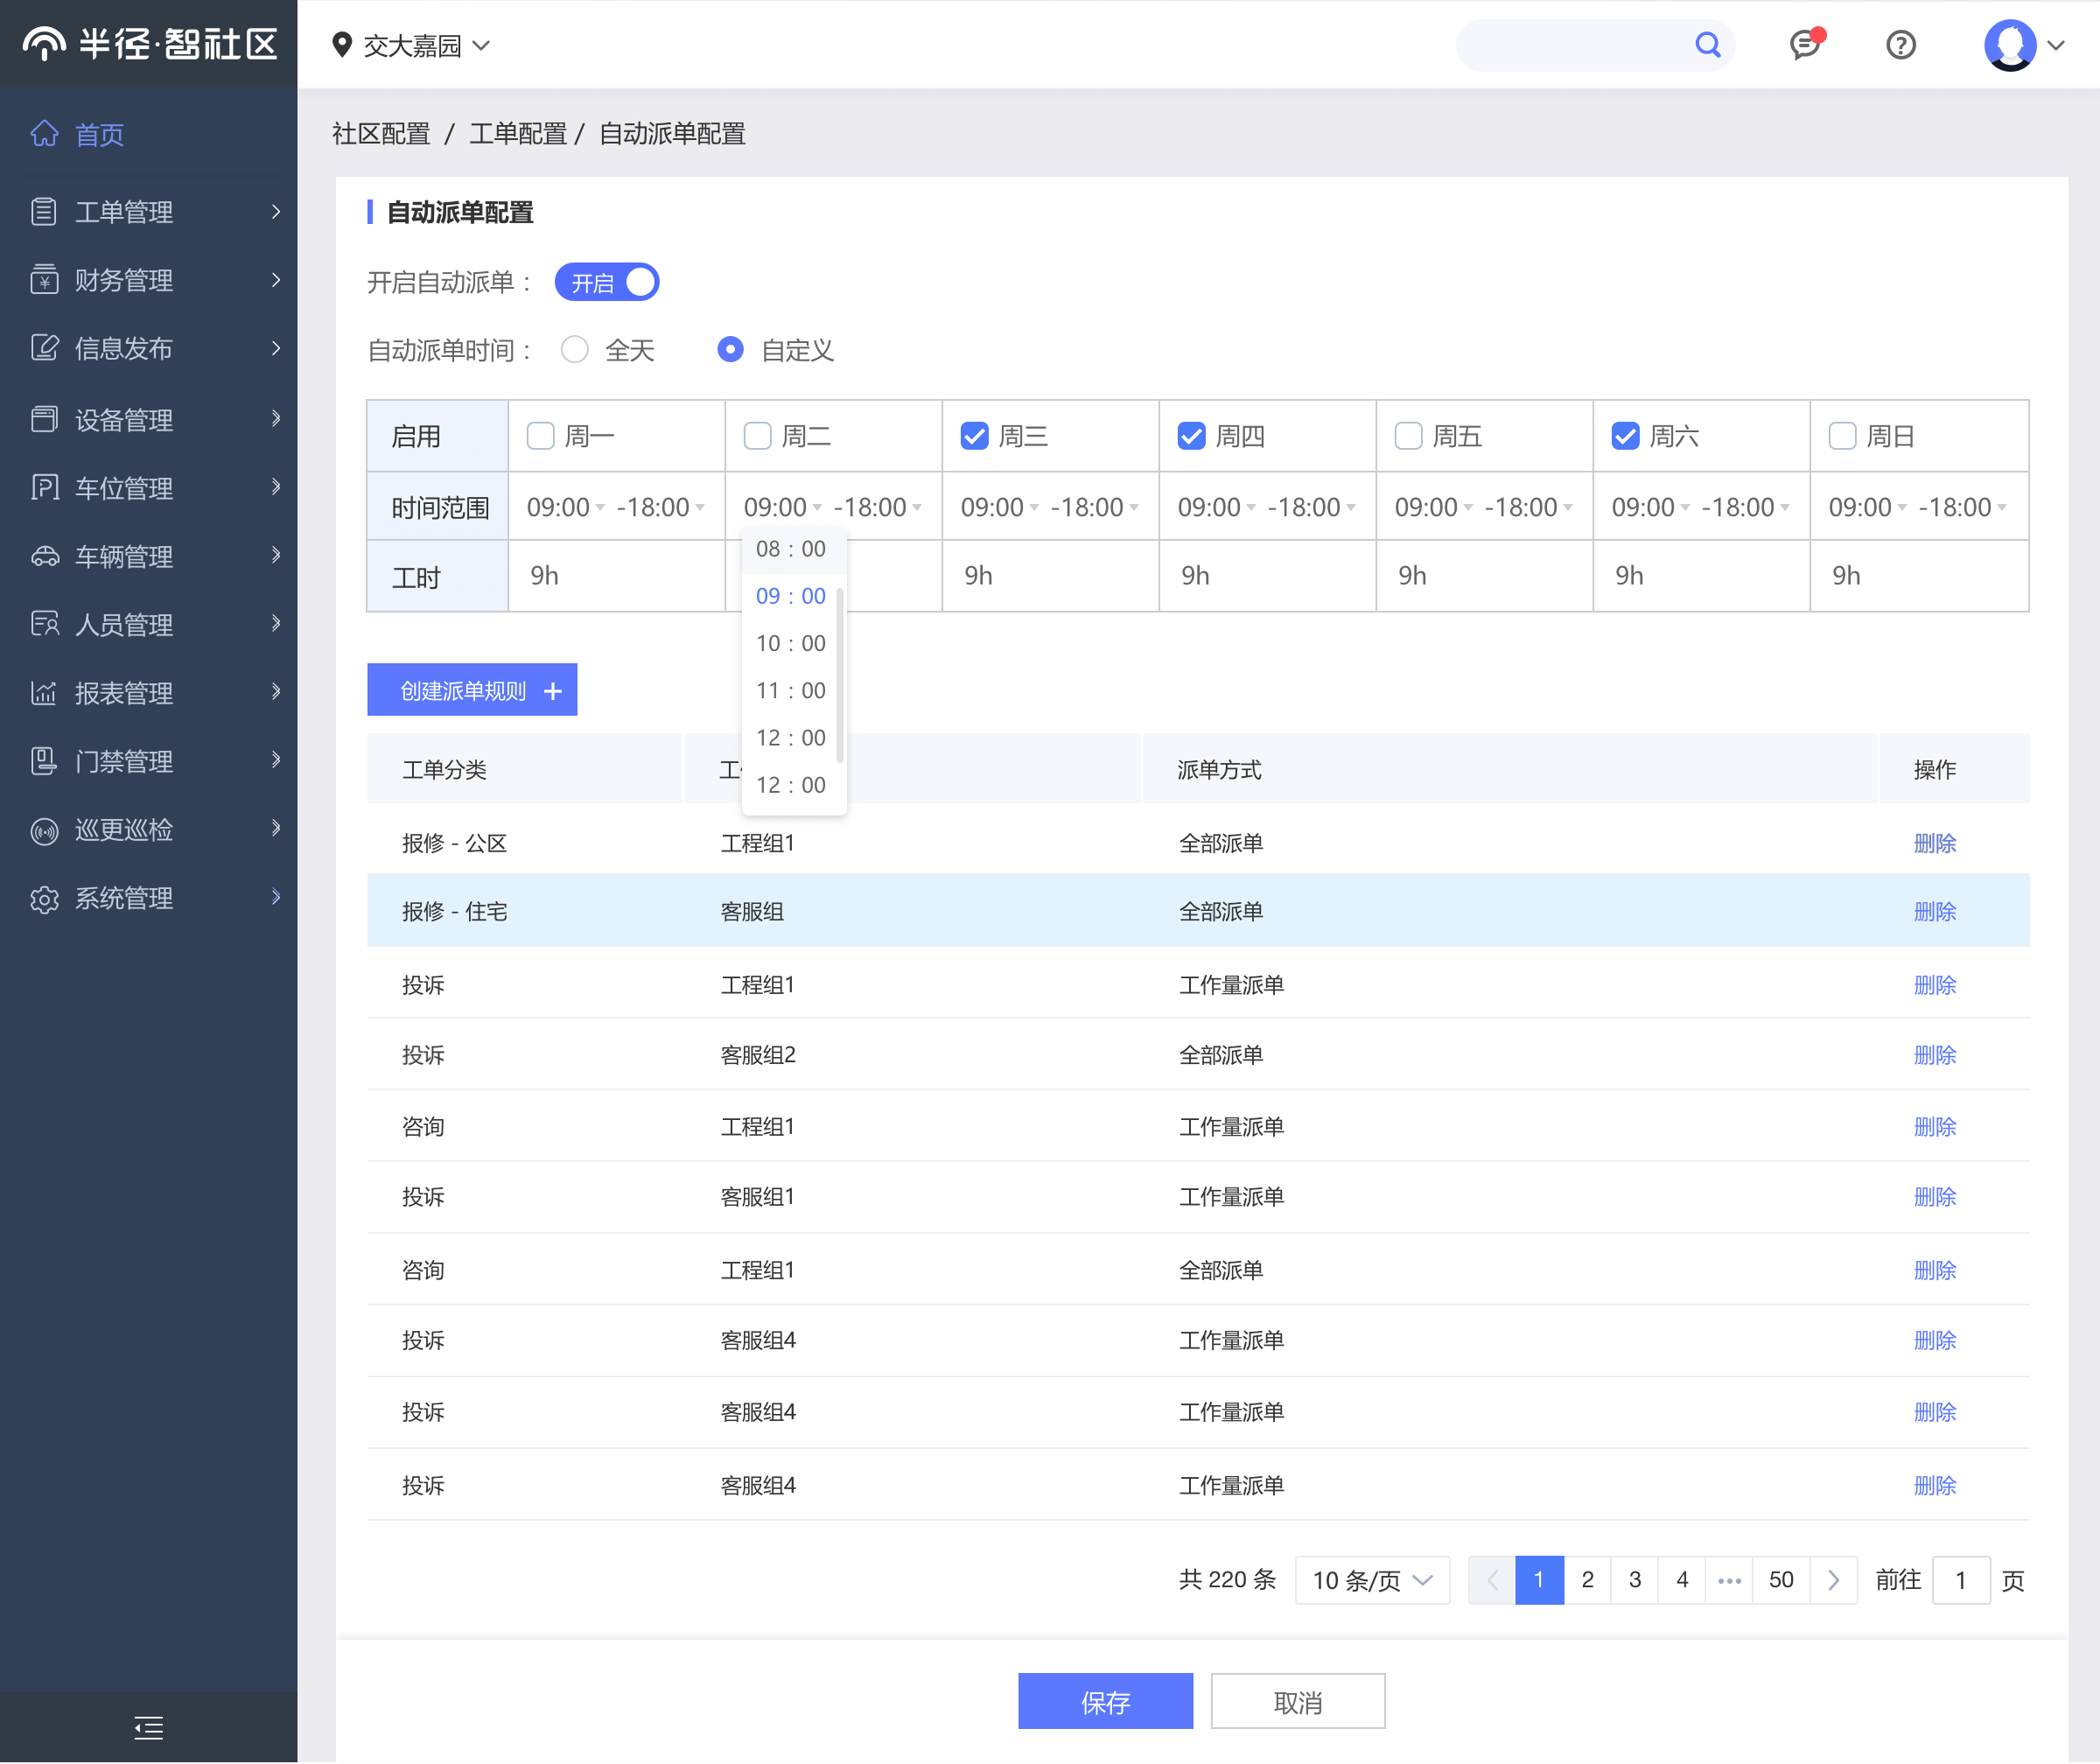 半径·智社区
交大嘉园
首页
工单管理
财务管理
信息发布
设备管理
车位管理
车辆管理
人员管理
报表管理
门禁管理
巡更巡检
系统管理
社区配置 / 工单配置 / 自动派单配置
自动派单配置
开启自动派单： 开启
自动派单时间： 全天 自定义
启用 周一 周二 周三 周四 周五 周六 周日
时间范围 09:00 -18:00 09:00 -18:00 09:00 -18:00 09:00 -18:00 09:00 -18:00 09:00 -18:00 09:00 -18:00
工时 9h 9h 9h 9h 9h 9h
08 : 00
09 : 00
10 : 00
11 : 00
12 : 00
12 : 00
创建派单规则 +
工单分类 工 派单方式 操作
报修 - 公区 工程组1 全部派单 删除
报修 - 住宅 客服组 全部派单 删除
投诉 工程组1 工作量派单 删除
投诉 客服组2 全部派单 删除
咨询 工程组1 工作量派单 删除
投诉 客服组1 工作量派单 删除
咨询 工程组1 全部派单 删除
投诉 客服组4 工作量派单 删除
投诉 客服组4 工作量派单 删除
投诉 客服组4 工作量派单 删除
共 220 条 10 条/页 1 2 3 4 ••• 50 前往 1 页
保存 取消